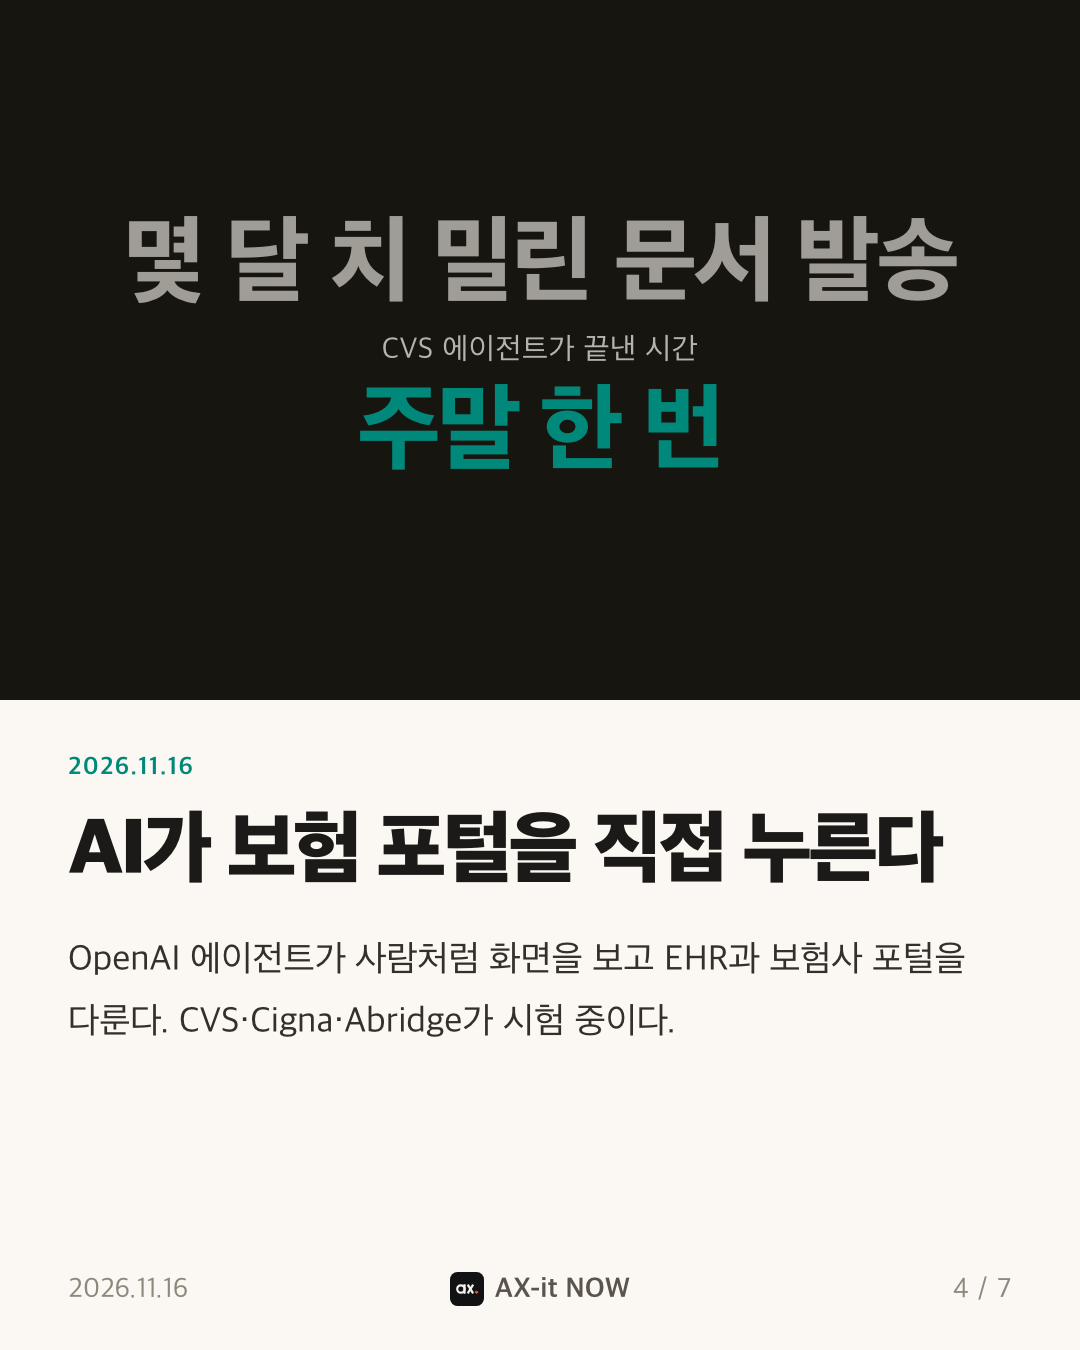 몇 달 치 밀린 문서 발송
CVS 에이전트가 끝낸 시간
주말 한 번
2026.11.16
AI가 보험 포털을 직접 누른다
OpenAI 에이전트가 사람처럼 화면을 보고 EHR과 보험사 포털을
다룬다. CVS·Cigna·Abridge가 시험 중이다.
2026.11.16
ax. AX-it NOW
4 / 7